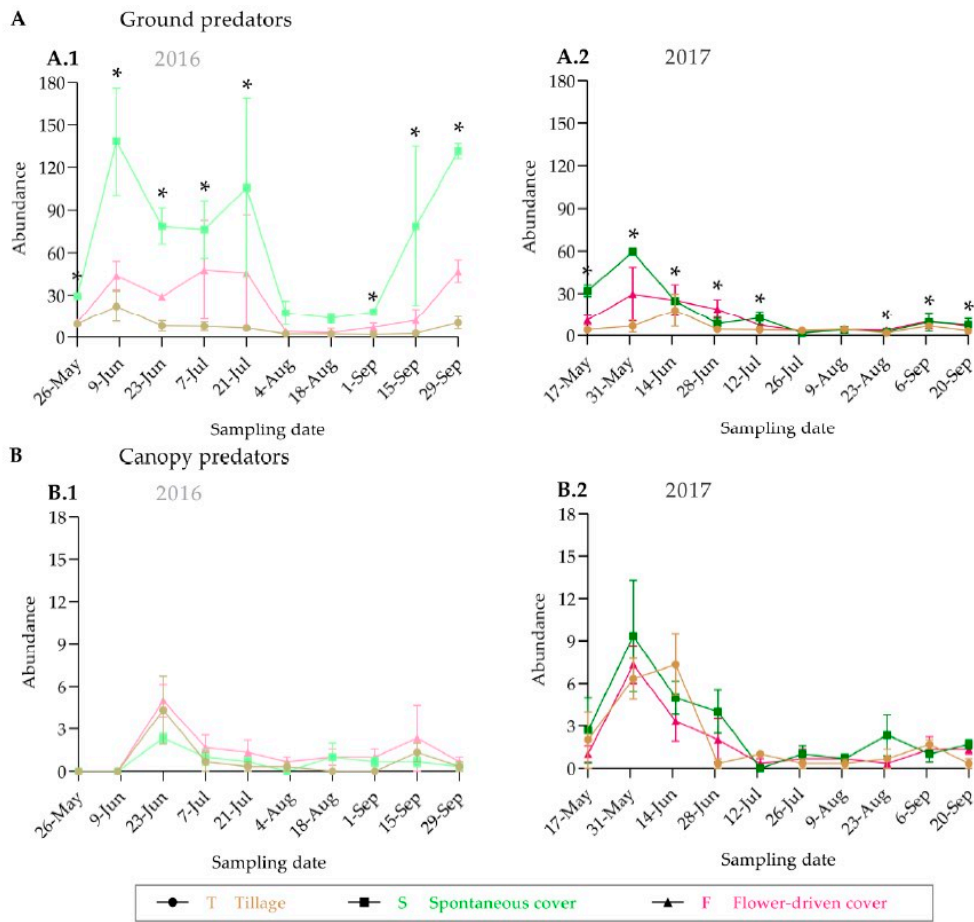 A Ground predators
A.1 2016
180
150
120
90
60
30
0
Abundance
* * * * * * * *
26-May 9-Jun 23-Jun 7-Jul 21-Jul 4-Aug 18-Aug 1-Sep 15-Sep 29-Sep
Sampling date
A.2 2017
180
150
120
90
60
30
0
Abundance
* * * * * * * *
17-May 31-May 14-Jun 28-Jun 12-Jul 26-Jul 9-Aug 23-Aug 6-Sep 20-Sep
Sampling date
B Canopy predators
B.1 2016
18
15
12
9
6
3
0
Abundance
26-May 9-Jun 23-Jun 7-Jul 21-Jul 4-Aug 18-Aug 1-Sep 15-Sep 29-Sep
Sampling date
B.2 2017
18
15
12
9
6
3
0
Abundance
17-May 31-May 14-Jun 28-Jun 12-Jul 26-Jul 9-Aug 23-Aug 6-Sep 20-Sep
Sampling date
T Tillage S Spontaneous cover F Flower-driven cover